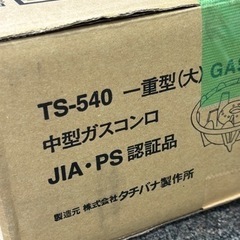 TS-540 一重型(大)
GAS
中型ガスコンロ
JIA・PS 認証品
製造元 株式会社 タチバナ製作所